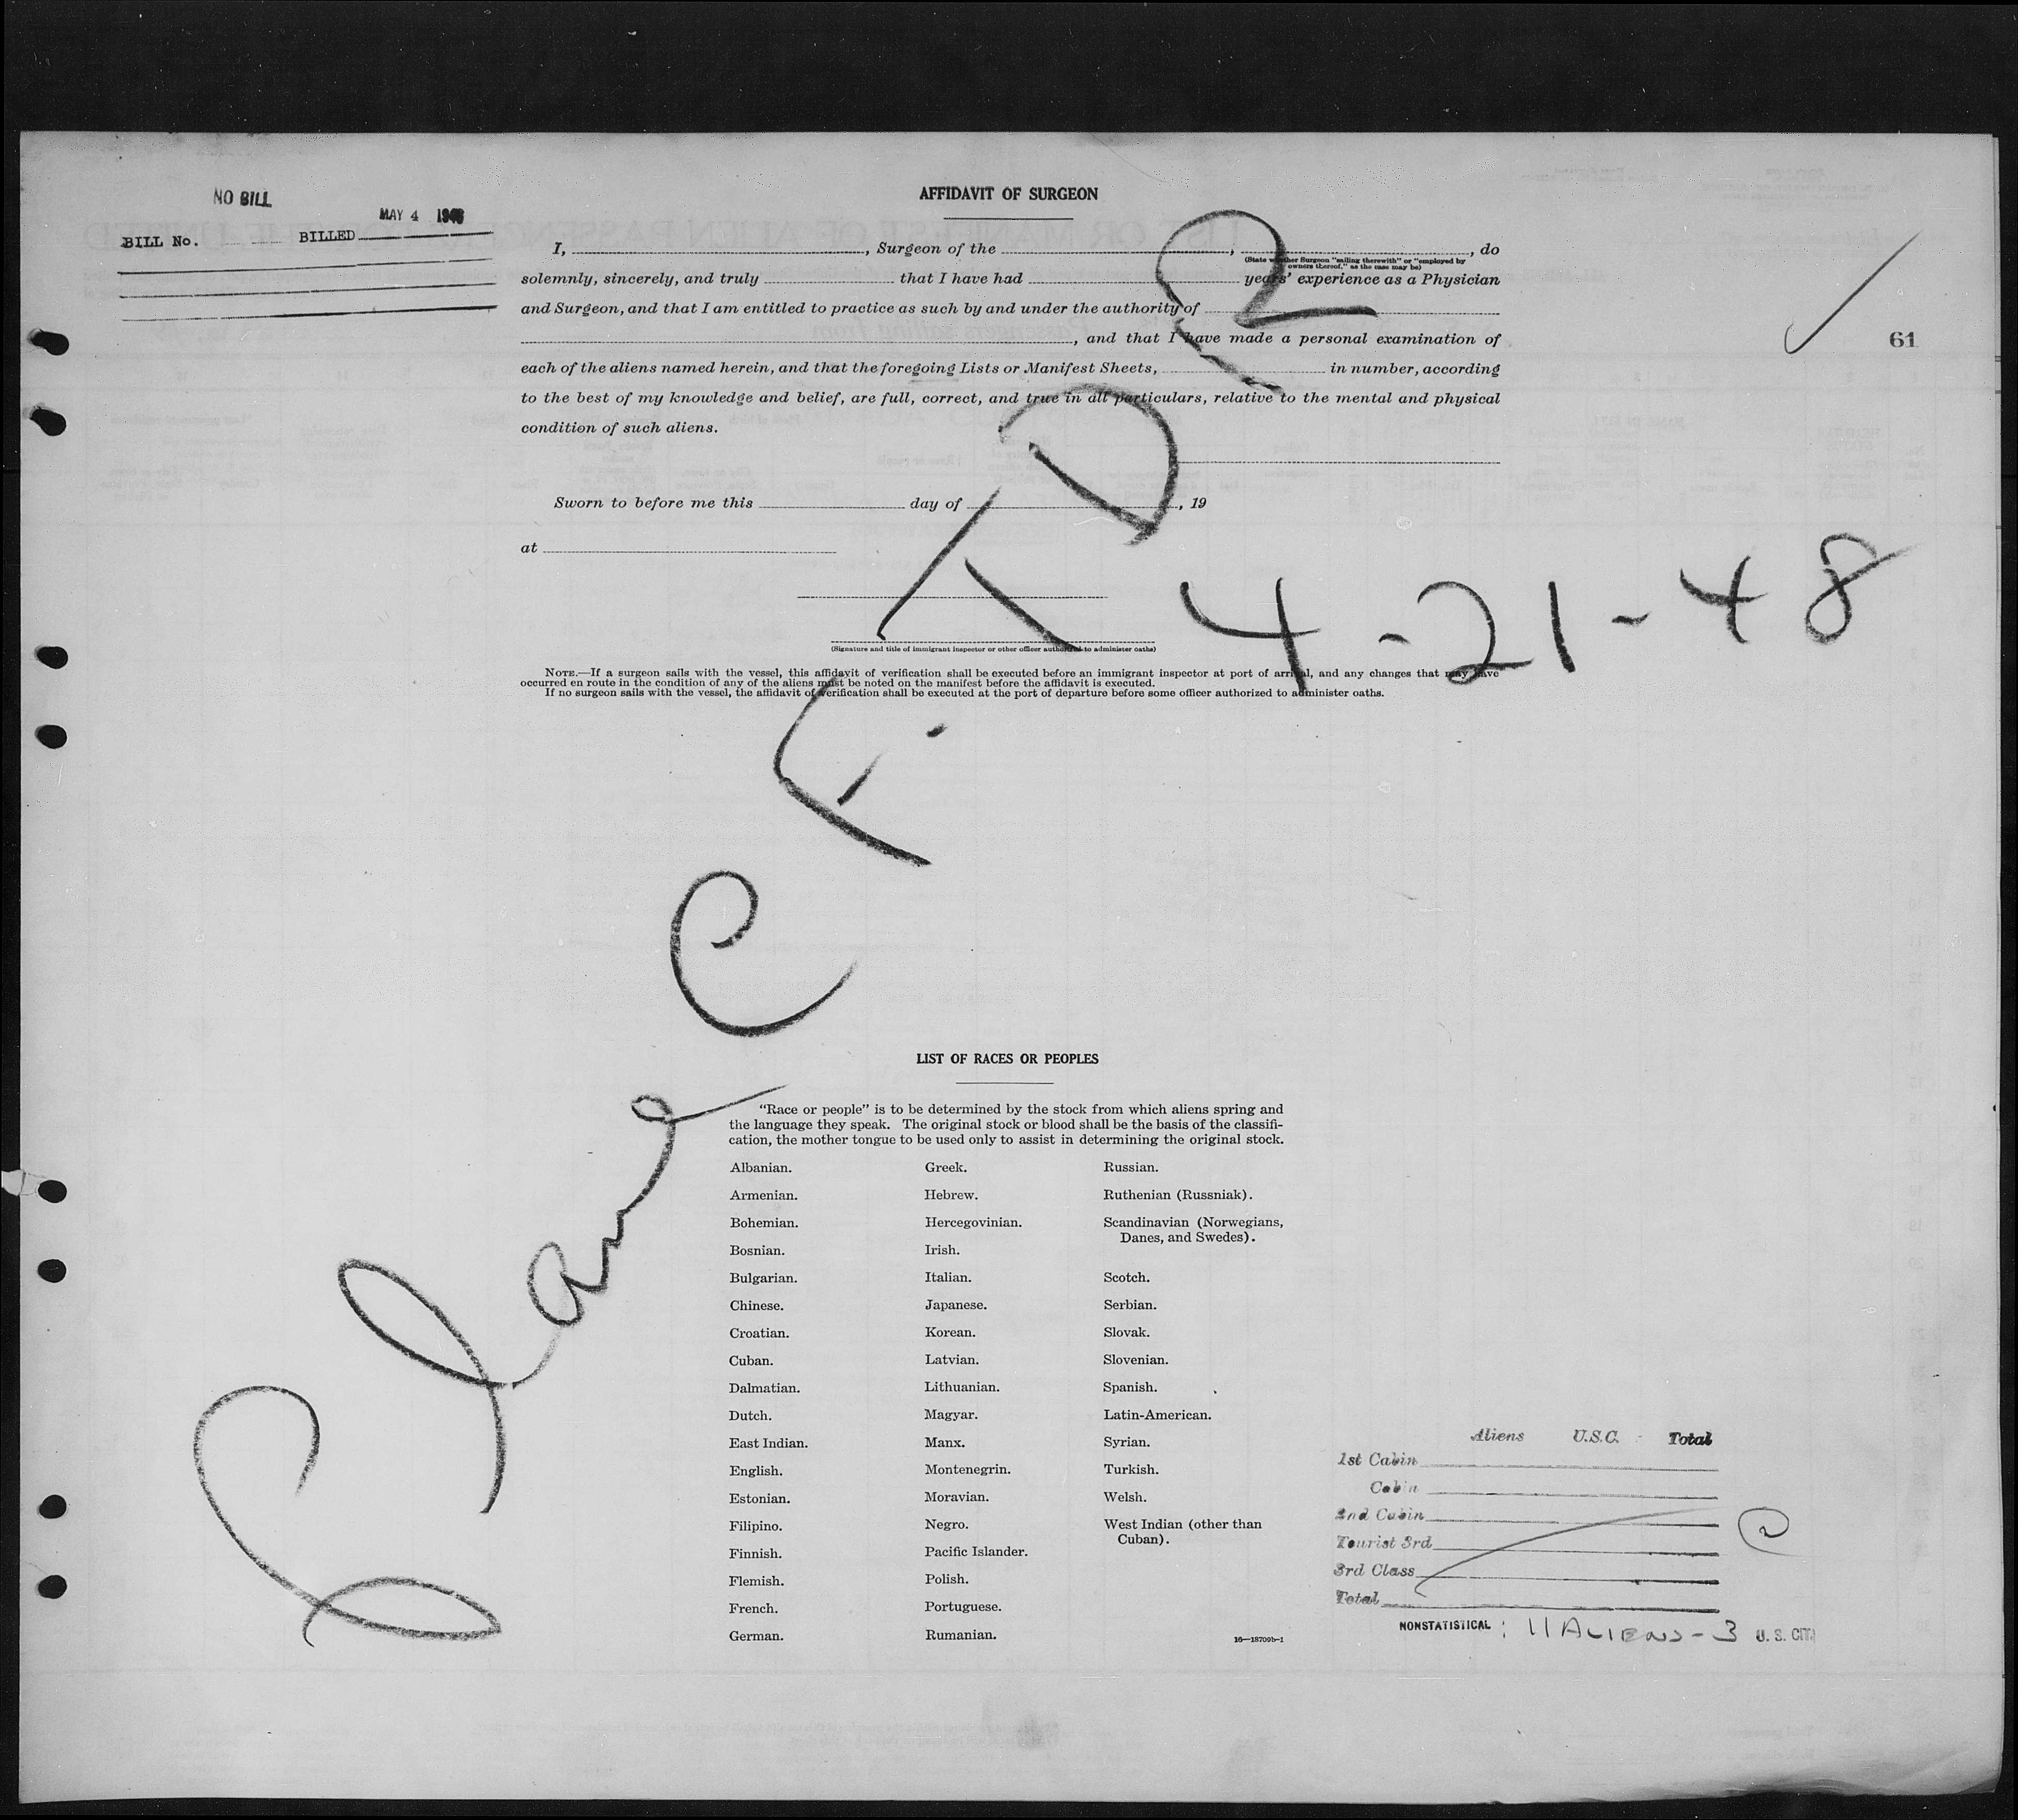 NO BILL
MAY 4 1948
BILL No. BILLED
AFFIDAVIT OF SURGEON
I, , Surgeon of the , , do
(State whether Surgeon "sailing therewith" or "employed by
owners thereof," as the case may be)
solemnly, sincerely, and truly that I have had years' experience as a Physician
and Surgeon, and that I am entitled to practice as such by and under the authority of
, and that I have made a personal examination of
61
each of the aliens named herein, and that the foregoing Lists or Manifest Sheets, in number, according
to the best of my knowledge and belief, are full, correct, and true in all particulars, relative to the mental and physical
condition of such aliens.
Sworn to before me this day of , 19
at
(Signature and title of immigrant inspector or other officer authorized to administer oaths)
NOTE.—If a surgeon sails with the vessel, this affidavit of verification shall be executed before an immigrant inspector at port of arrival, and any changes that may have
occurred en route in the condition of any of the aliens must be noted on the manifest before the affidavit is executed.
If no surgeon sails with the vessel, the affidavit of verification shall be executed at the port of departure before some officer authorized to administer oaths.
Plane C F. T D 2
4-21-48
LIST OF RACES OR PEOPLES
"Race or people" is to be determined by the stock from which aliens spring and
the language they speak. The original stock or blood shall be the basis of the classifi-
cation, the mother tongue to be used only to assist in determining the original stock.
Albanian.
Armenian.
Bohemian.
Bosnian.
Bulgarian.
Chinese.
Croatian.
Cuban.
Dalmatian.
Dutch.
East Indian.
English.
Estonian.
Filipino.
Finnish.
Flemish.
French.
German.
Greek.
Hebrew.
Hercegovinian.
Irish.
Italian.
Japanese.
Korean.
Latvian.
Lithuanian.
Magyar.
Manx.
Montenegrin.
Moravian.
Negro.
Pacific Islander.
Polish.
Portuguese.
Rumanian.
Russian.
Ruthenian (Russniak).
Scandinavian (Norwegians,
Danes, and Swedes).
Scotch.
Serbian.
Slovak.
Slovenian.
Spanish.
Latin-American.
Syrian.
Turkish.
Welsh.
West Indian (other than
Cuban).
16—18709b-1
Aliens U.S.C. Total
1st Cabin
Cabin
2nd Cabin
Tourist 3rd
3rd Class
Total
NONSTATISTICAL : 11 ALIENS - 3 U. S. CIT.